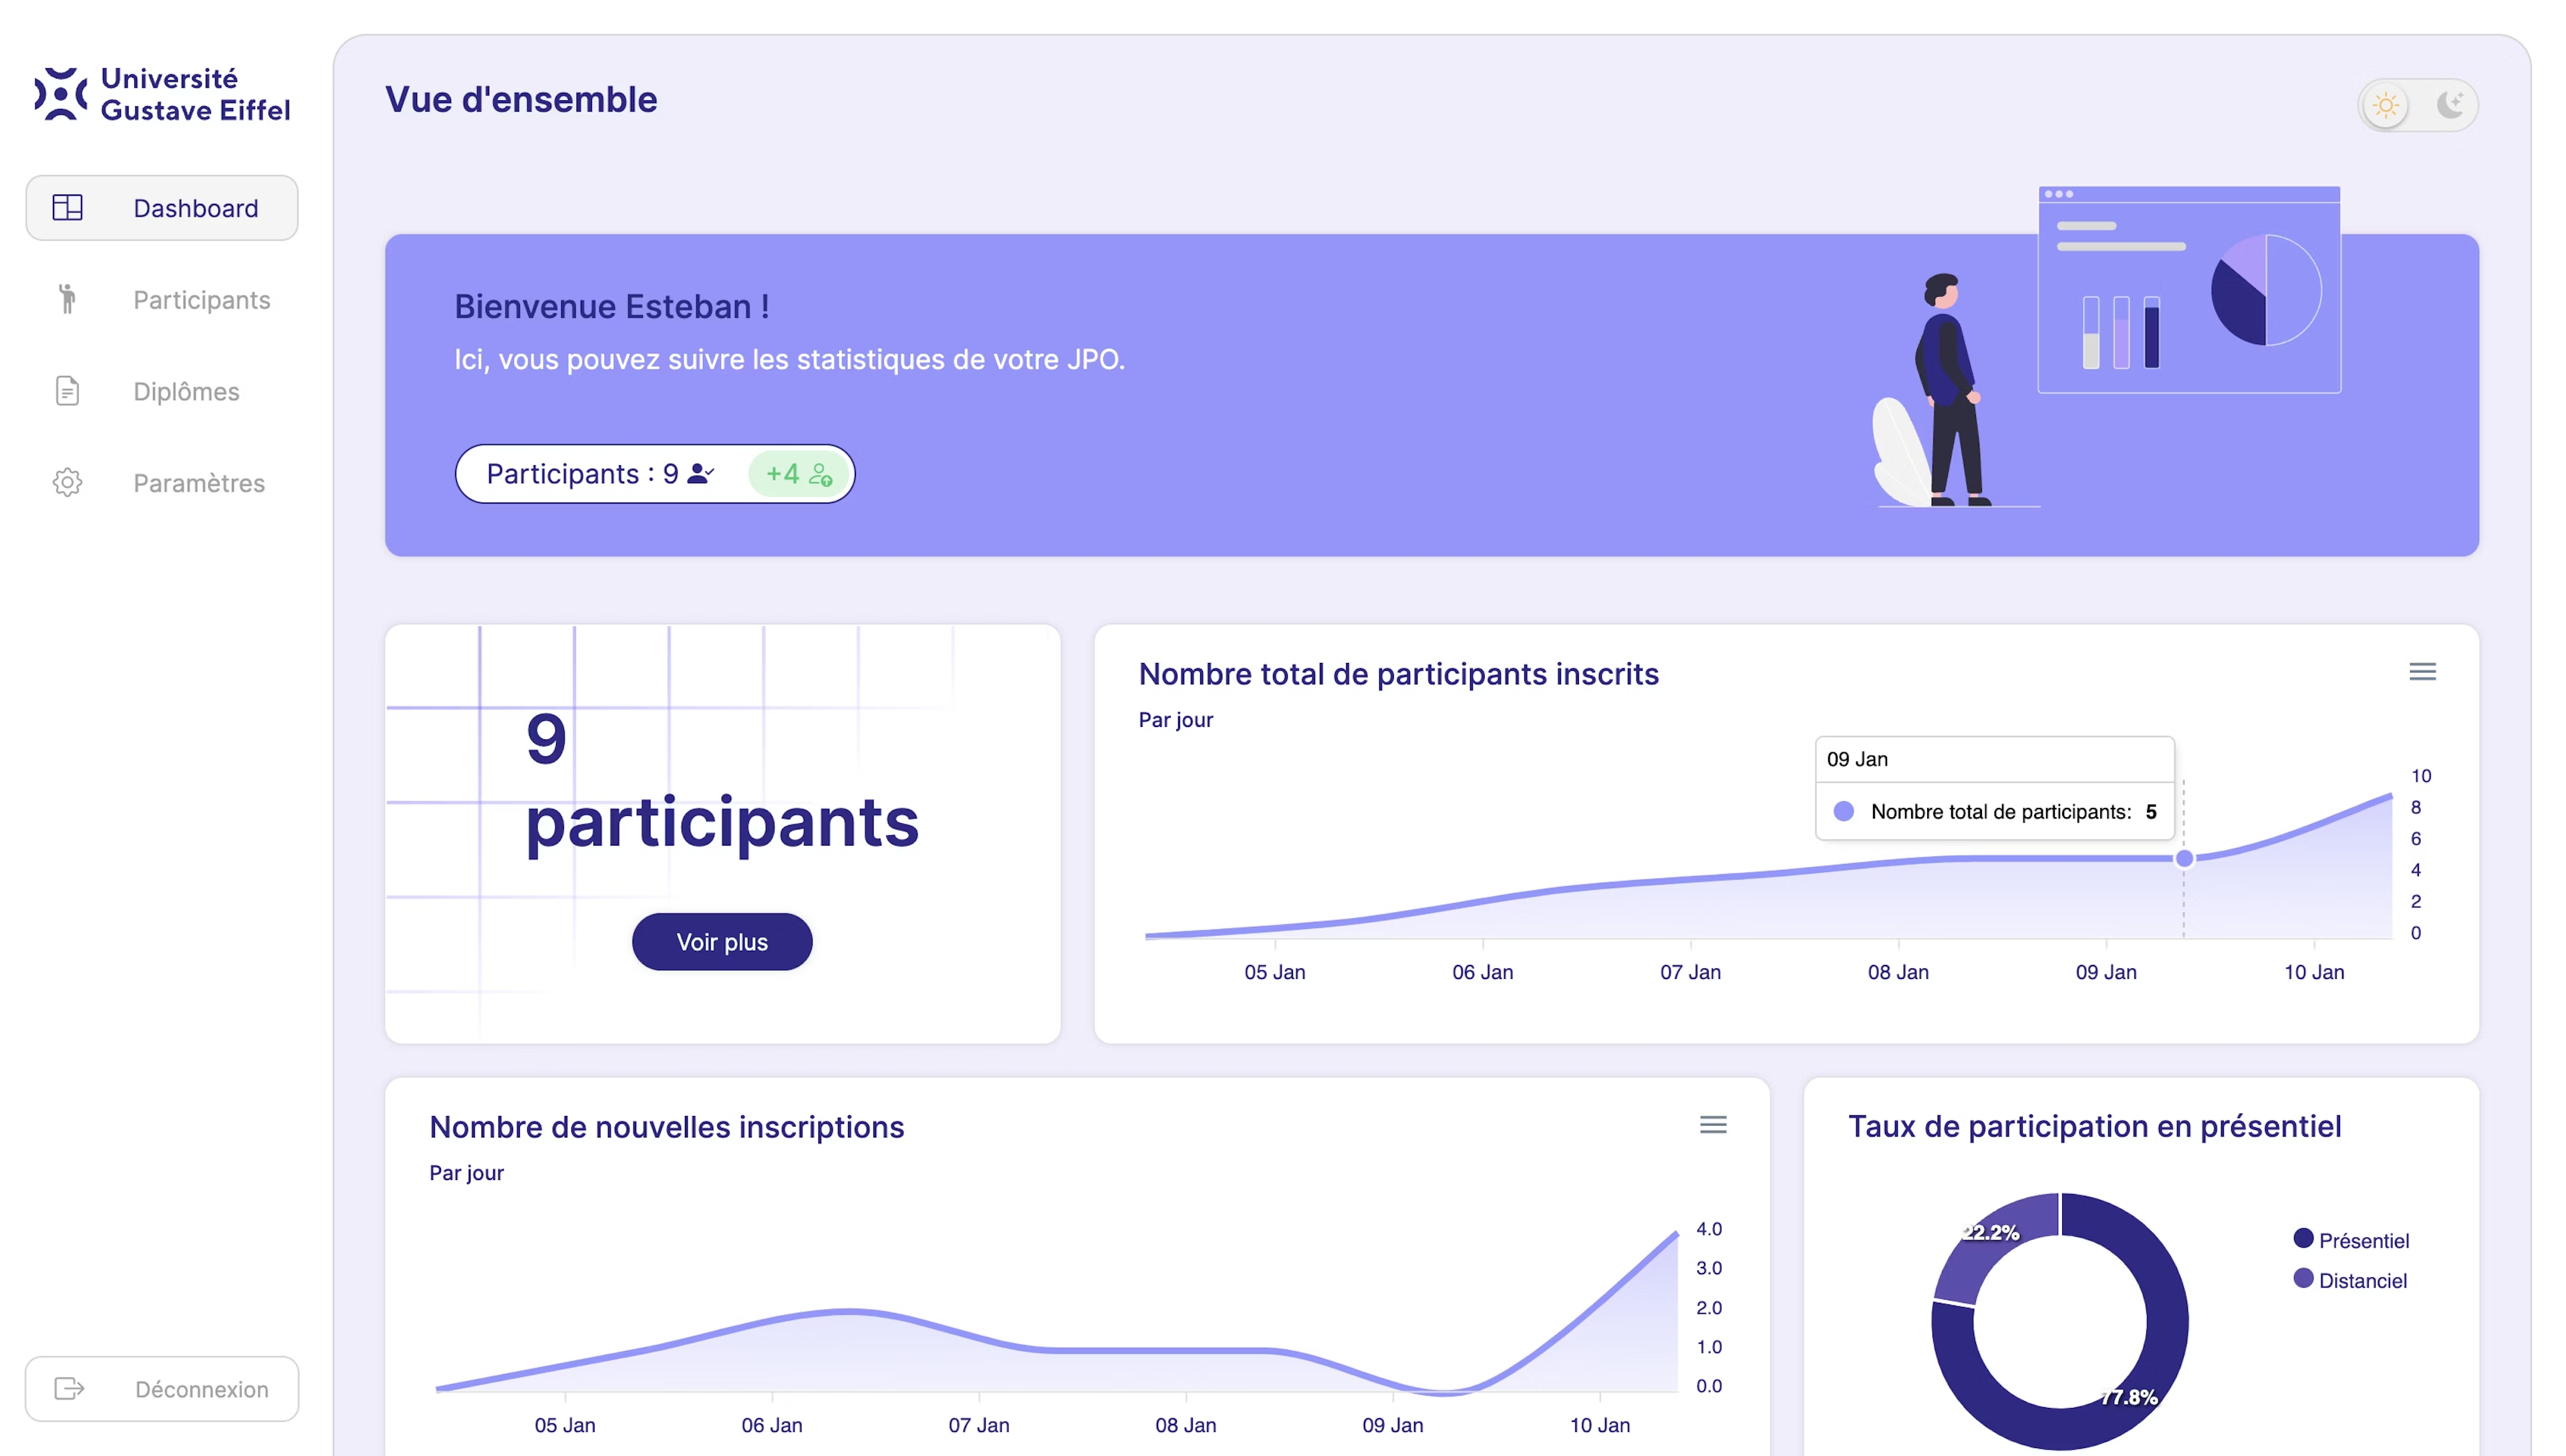 Université
Gustave Eiffel
Dashboard
Participants
Diplômes
Paramètres
Déconnexion
Vue d'ensemble
Bienvenue Esteban !
Ici, vous pouvez suivre les statistiques de votre JPO.
Participants : 9
+4
9
participants
Voir plus
Nombre total de participants inscrits
Par jour
09 Jan
Nombre total de participants: 5
10
8
6
4
2
0
05 Jan 06 Jan 07 Jan 08 Jan 09 Jan 10 Jan
Nombre de nouvelles inscriptions
Par jour
4.0
3.0
2.0
1.0
0.0
05 Jan 06 Jan 07 Jan 08 Jan 09 Jan 10 Jan
Taux de participation en présentiel
22.2%
77.8%
Présentiel
Distanciel